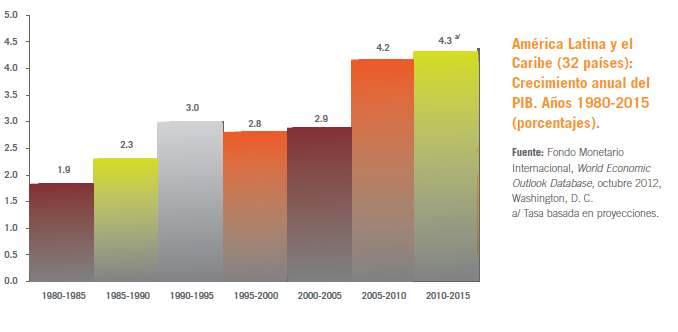 5.0
4.5
4.0
3.5
3.0
2.5
2.0
1.5
1.0
0.5
0.0
1.9
2.3
3.0
2.8
2.9
4.2
4.3 a/
1980-1985
1985-1990
1990-1995
1995-2000
2000-2005
2005-2010
2010-2015
América Latina y el
Caribe (32 países):
Crecimiento anual del
PIB. Años 1980-2015
(porcentajes).
Fuente: Fondo Monetario
Internacional, World Economic
Outlook Database, octubre 2012,
Washington, D. C.
a/ Tasa basada en proyecciones.